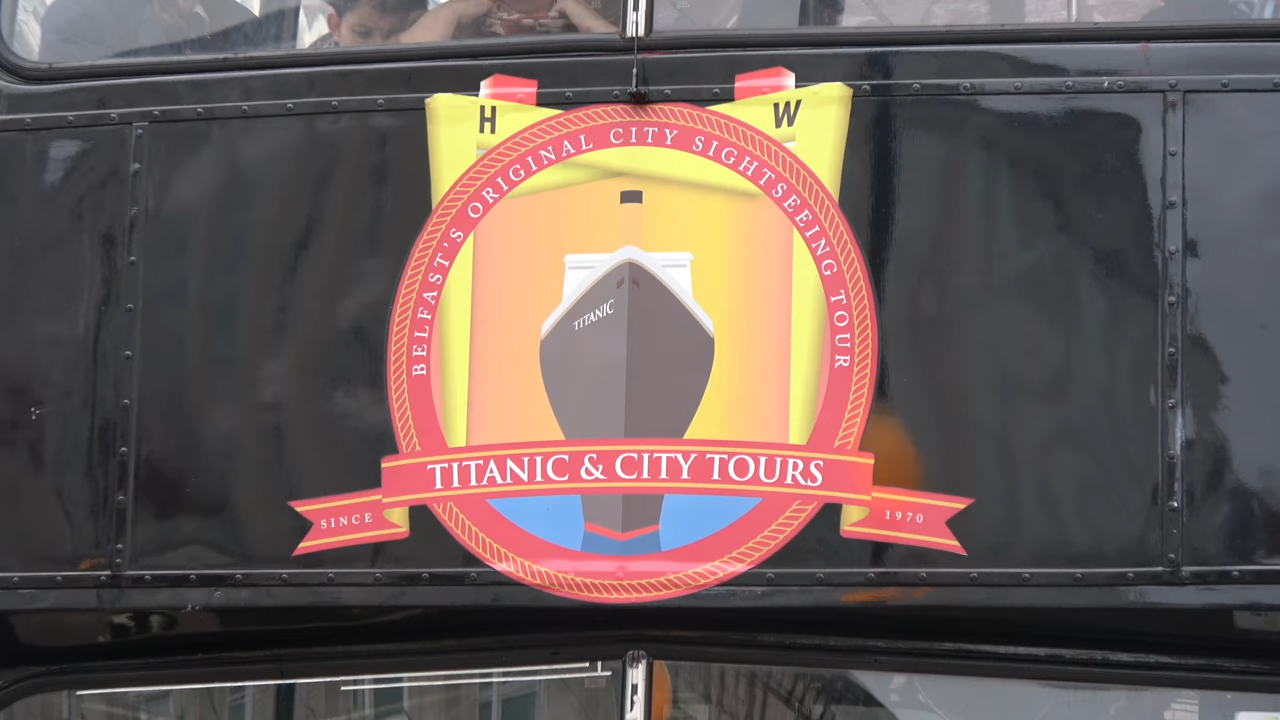 H W
BELFAST'S ORIGINAL CITY SIGHTSEEING TOUR
TITANIC
TITANIC & CITY TOURS
SINCE 1970